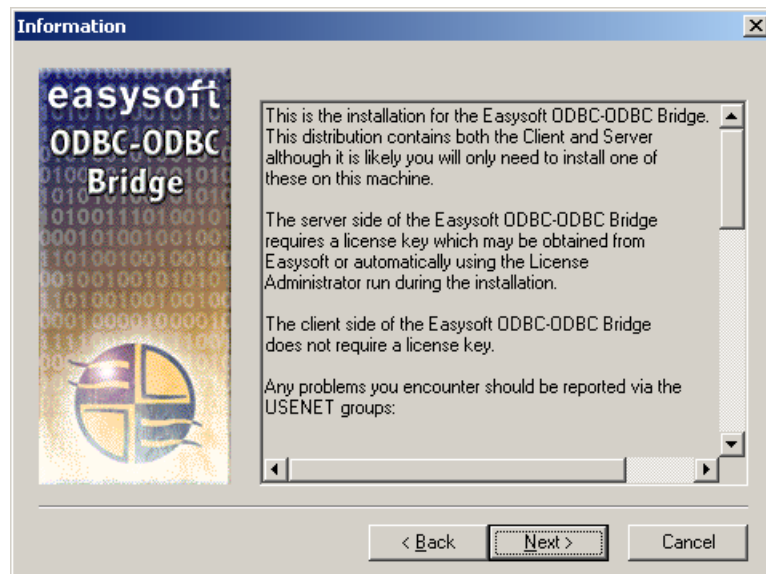 Information
easysoft
ODBC-ODBC
Bridge
This is the installation for the Easysoft ODBC-ODBC Bridge.
This distribution contains both the Client and Server
although it is likely you will only need to install one of
these on this machine.
The server side of the Easysoft ODBC-ODBC Bridge
requires a license key which may be obtained from
Easysoft or automatically using the License
Administrator run during the installation.
The client side of the Easysoft ODBC-ODBC Bridge
does not require a license key.
Any problems you encounter should be reported via the
USENET groups:
< Back
Next >
Cancel